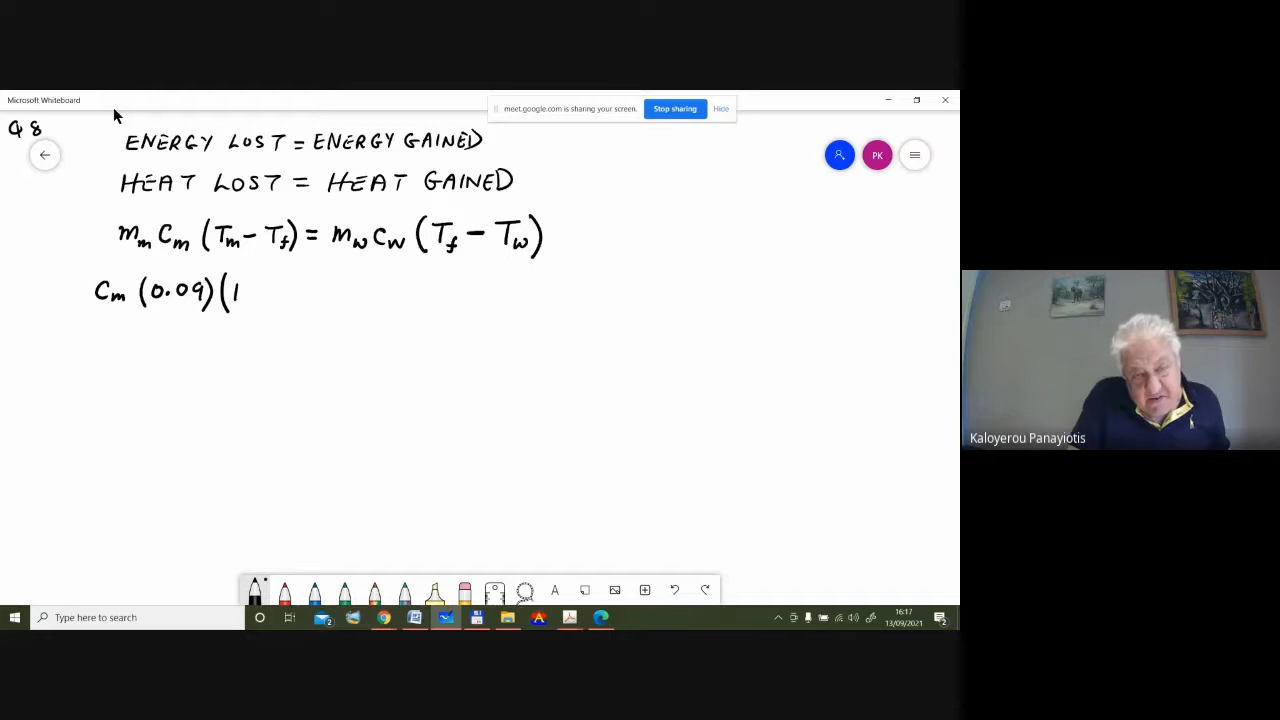 Microsoft Whiteboard
meet.google.com is sharing your screen.
Stop sharing
Hide
Q 8
ENERGY LOST = ENERGY GAINED
HEAT LOST = HEAT GAINED
PK
m_m C_m (T_m − T_f) = m_w C_w (T_f − T_w)
C_m (0.09)(1
Kaloyerou Panayiotis
A
Type here to search
2
16:17
13/09/2021
2